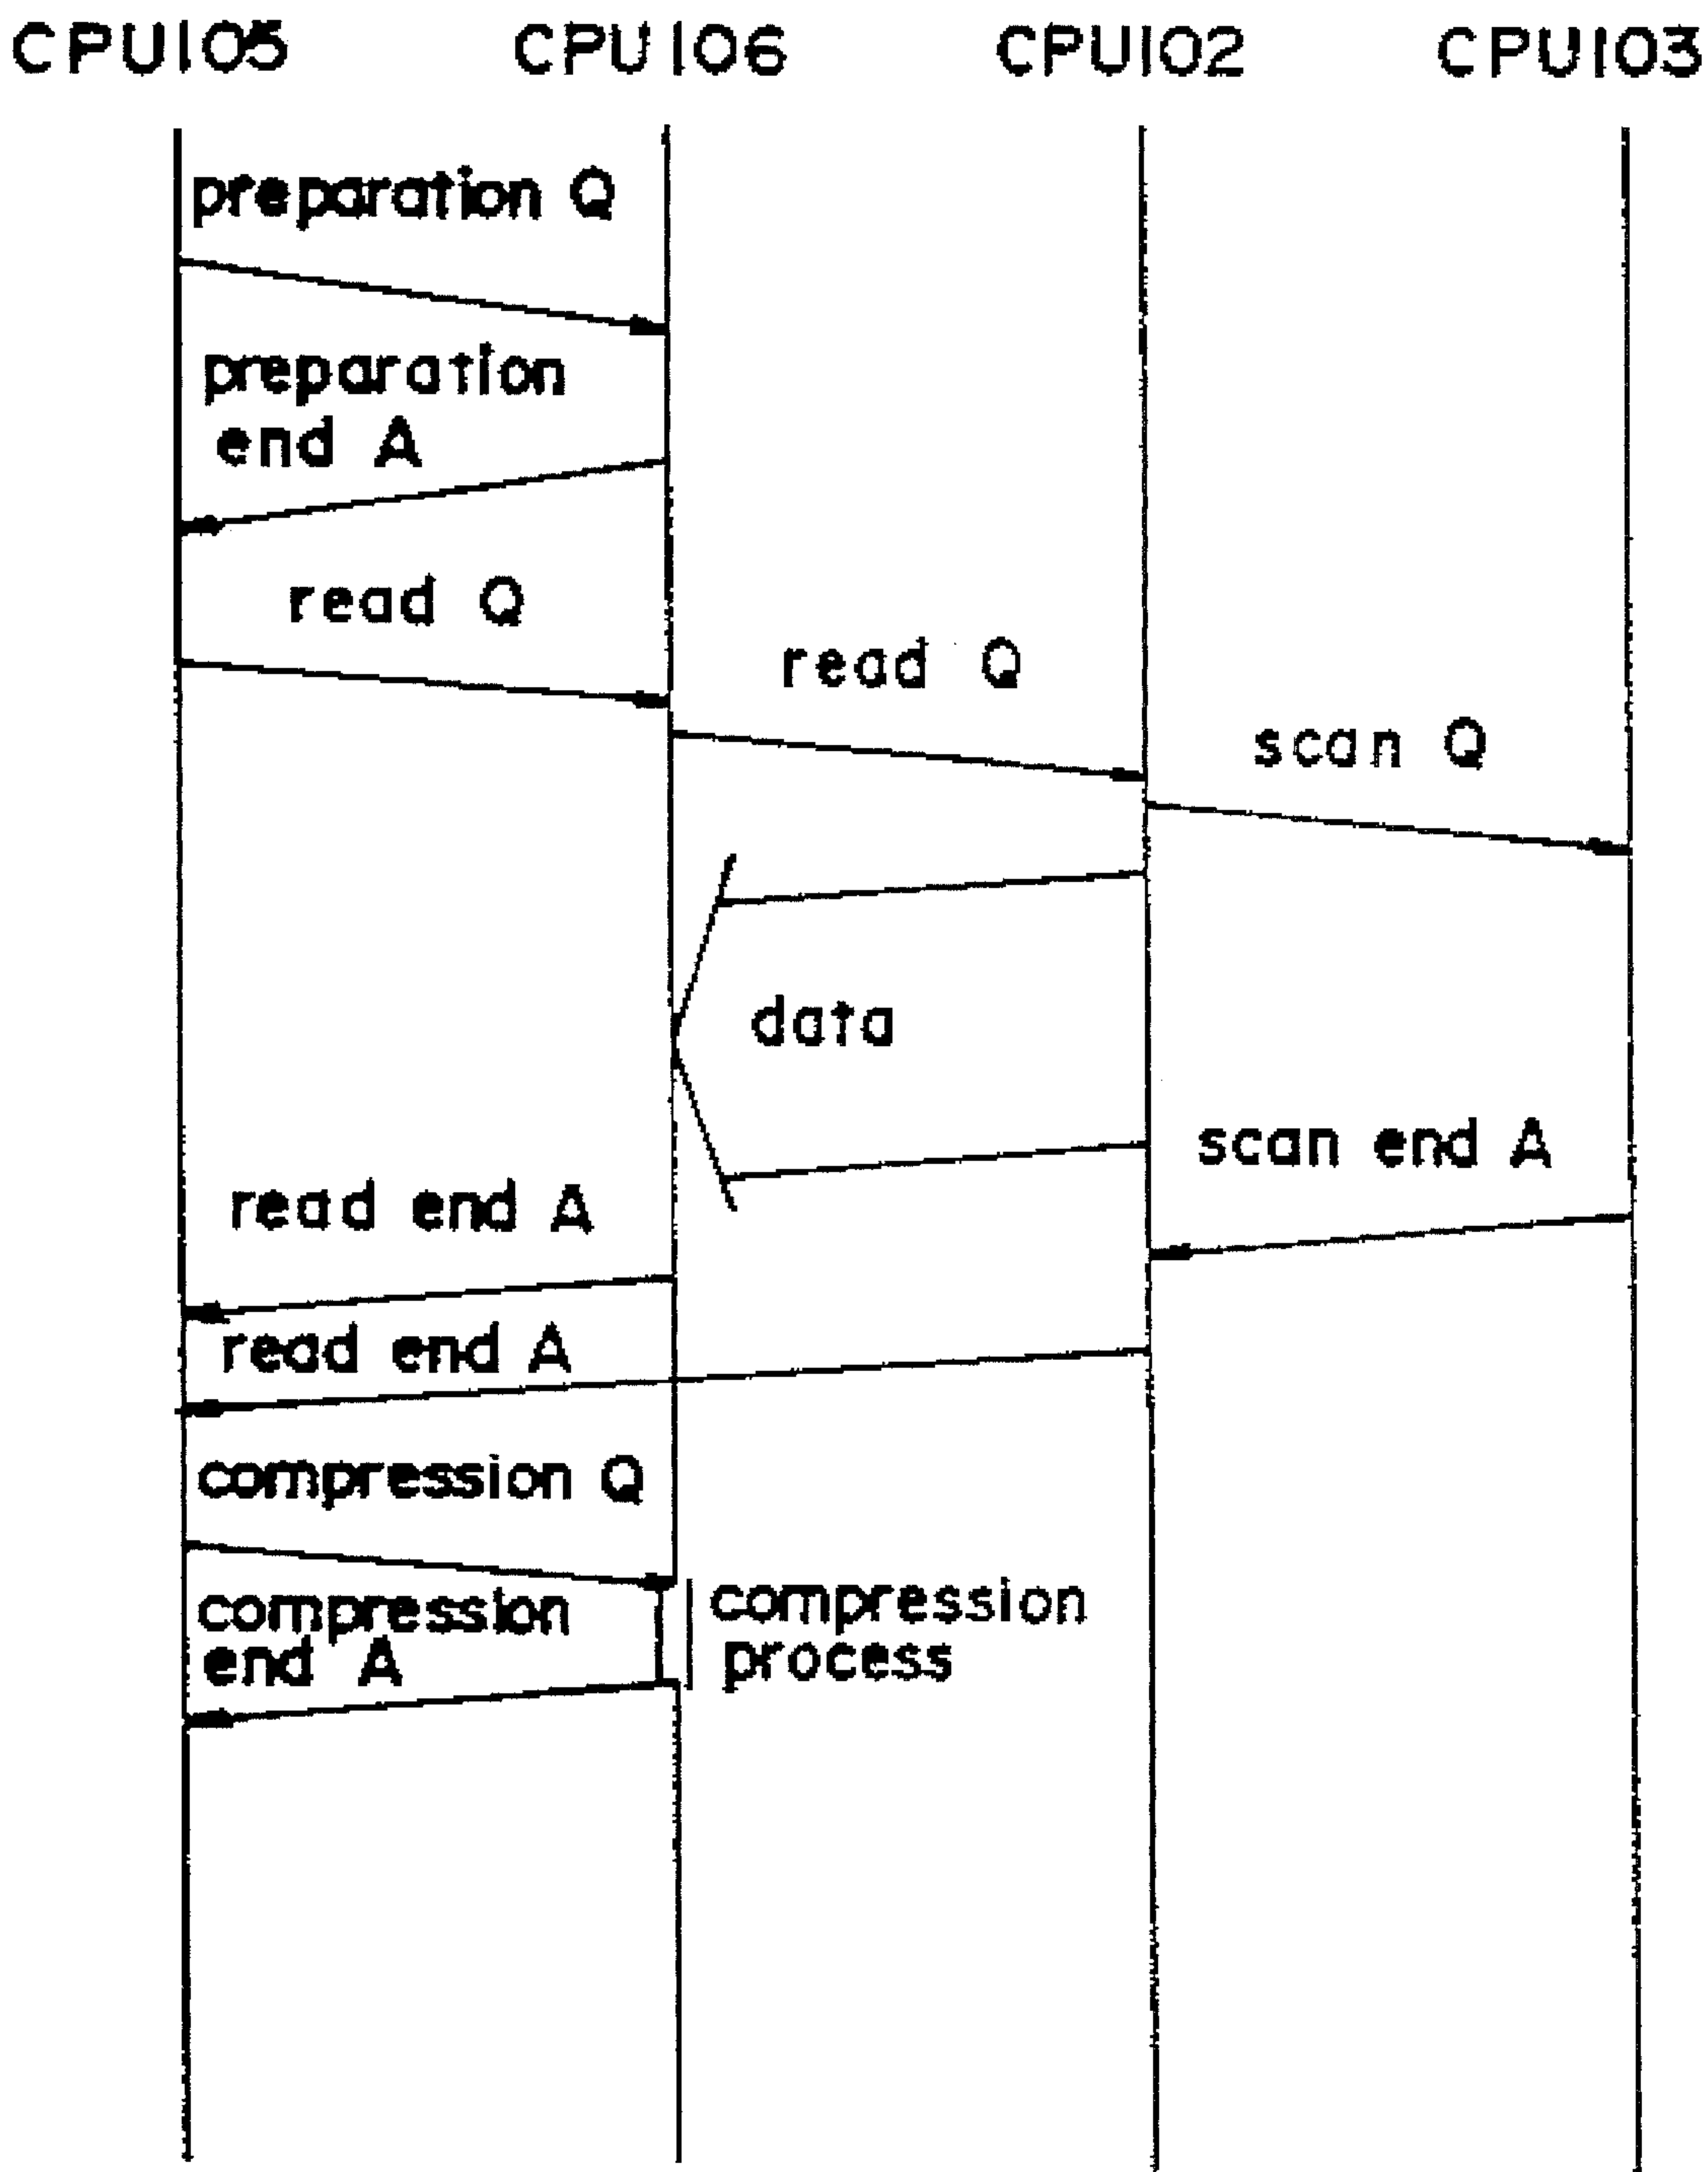 CPU105 CPU106 CPU102 CPU103
preparation Q
preparation
end A
read Q
read Q
scan Q
data
scan end A
read end A
read end A
compression Q
compression
end A
compression
process